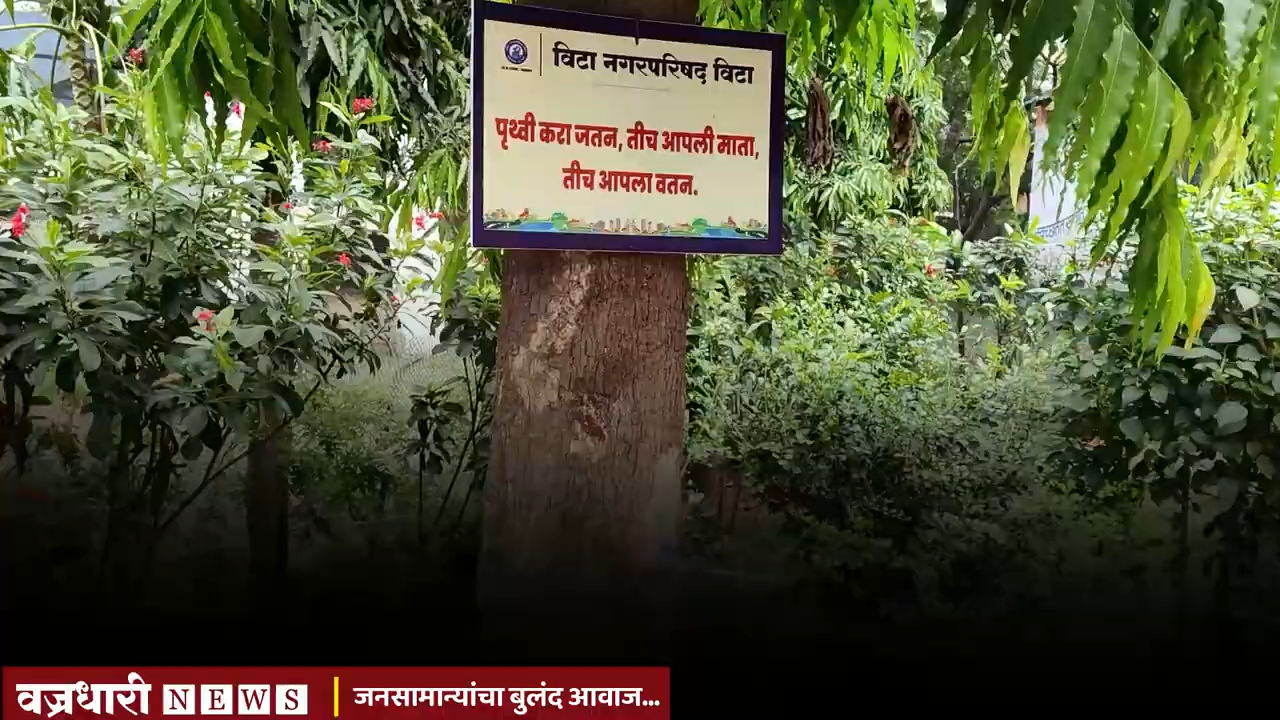 विटा नगरपरिषद विटा
पृथ्वी करा जतन, तीच आपली माता,
तीच आपला वतन.
वज्रधारी NEWS
जनसामान्यांचा बुलंद आवाज...